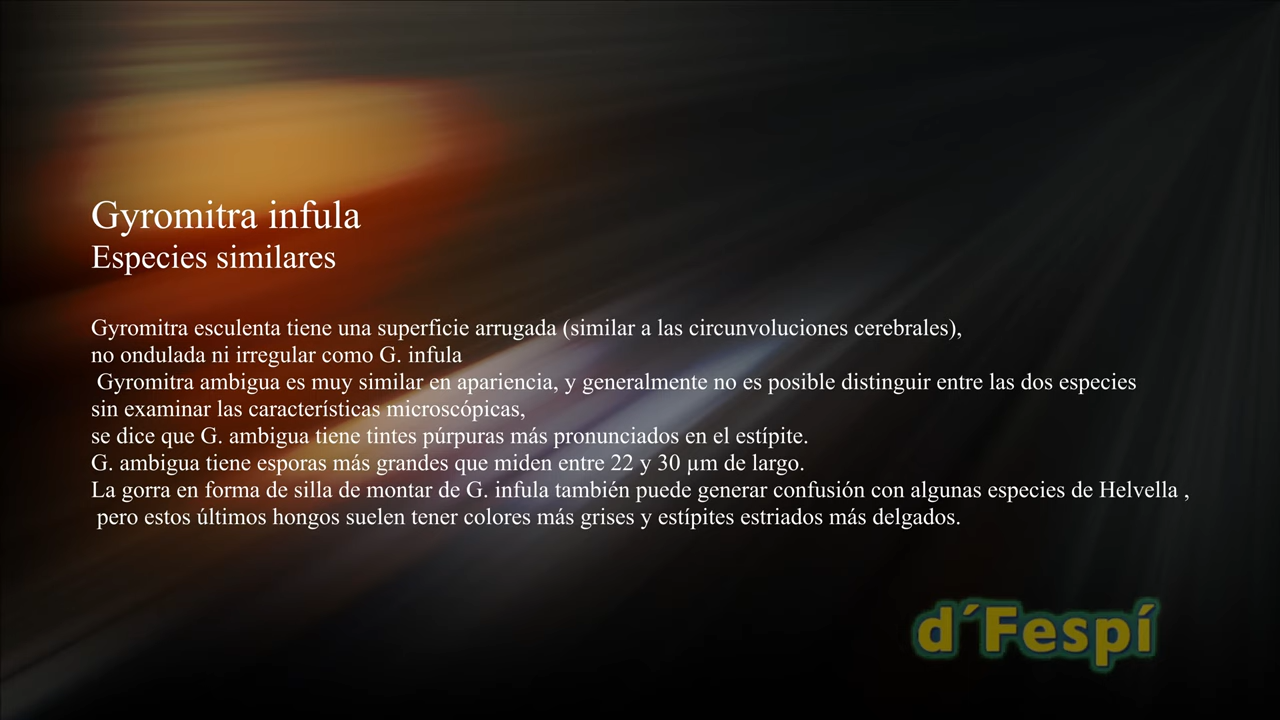 Gyromitra infula
Especies similares
Gyromitra esculenta tiene una superficie arrugada (similar a las circunvoluciones cerebrales),
no ondulada ni irregular como G. infula
Gyromitra ambigua es muy similar en apariencia, y generalmente no es posible distinguir entre las dos especies
sin examinar las características microscópicas,
se dice que G. ambigua tiene tintes púrpuras más pronunciados en el estípite.
G. ambigua tiene esporas más grandes que miden entre 22 y 30 µm de largo.
La gorra en forma de silla de montar de G. infula también puede generar confusión con algunas especies de Helvella ,
pero estos últimos hongos suelen tener colores más grises y estípites estriados más delgados.
d´Fespí